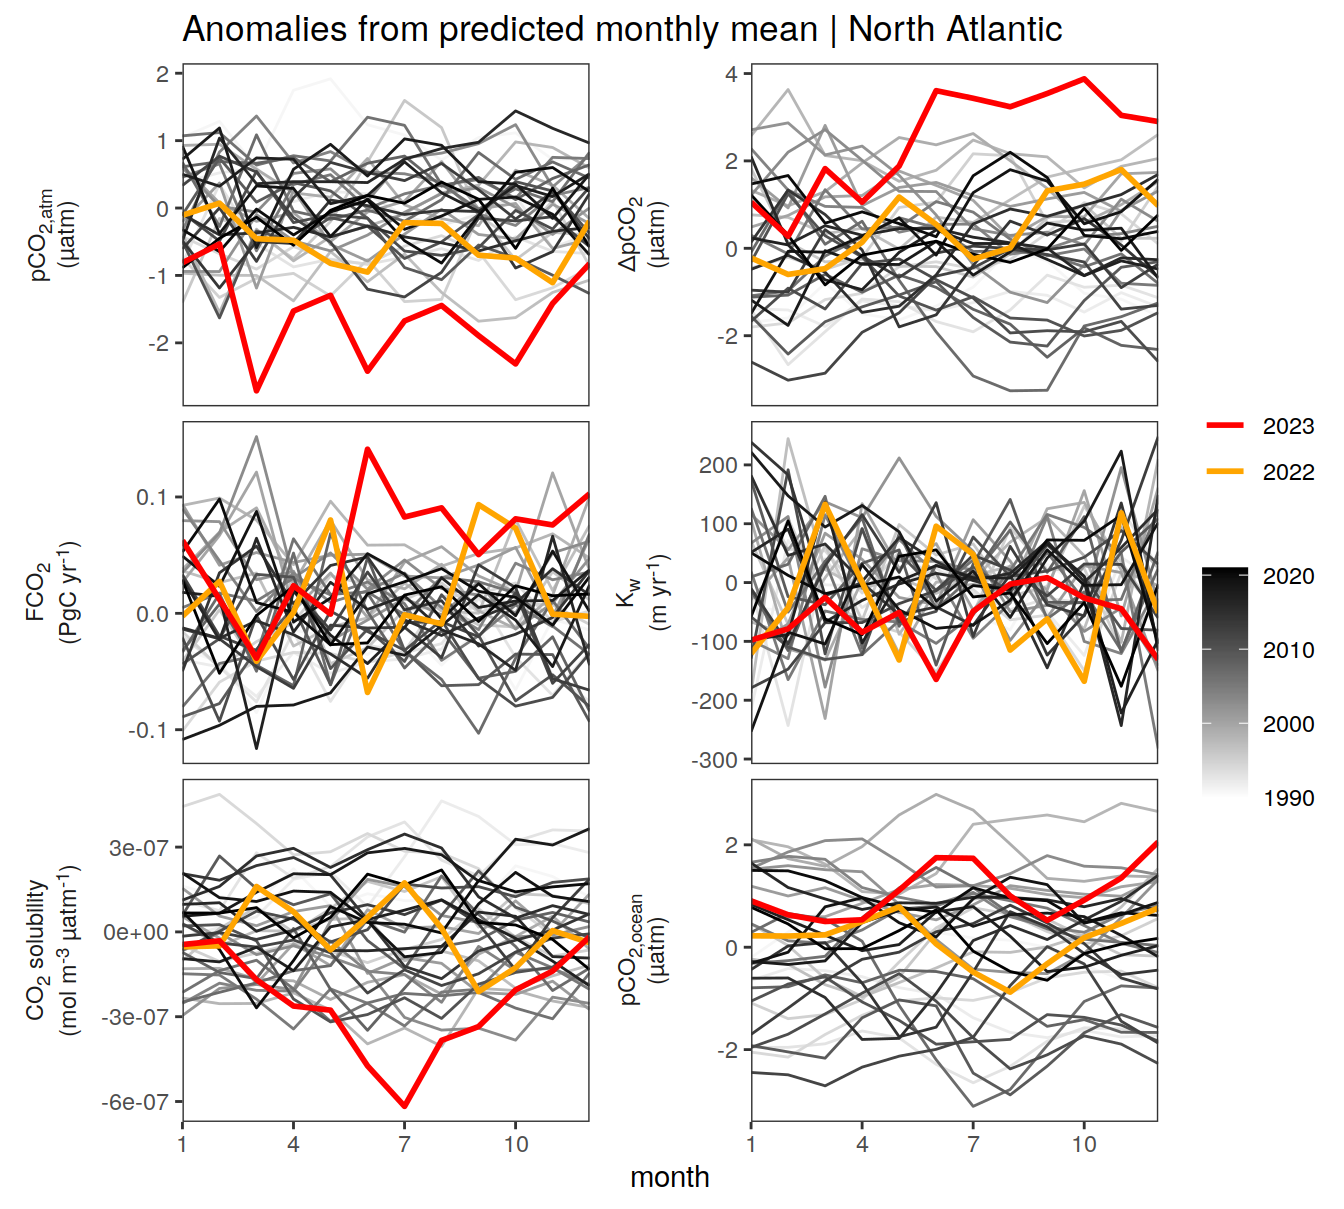 Anomalies from predicted monthly mean | North Atlantic
pCO2,atm
(µatm)
2
1
0
-1
-2
ΔpCO2
(µatm)
4
2
0
-2
FCO2
(PgC yr-1)
0.1
0.0
-0.1
Kw
(m yr-1)
200
100
0
-100
-200
-300
CO2 solubility
(mol m-3 µatm-1)
3e-07
0e+00
-3e-07
-6e-07
pCO2,ocean
(µatm)
2
0
-2
1 4 7 10
1 4 7 10
month
2023
2022
2020
2010
2000
1990